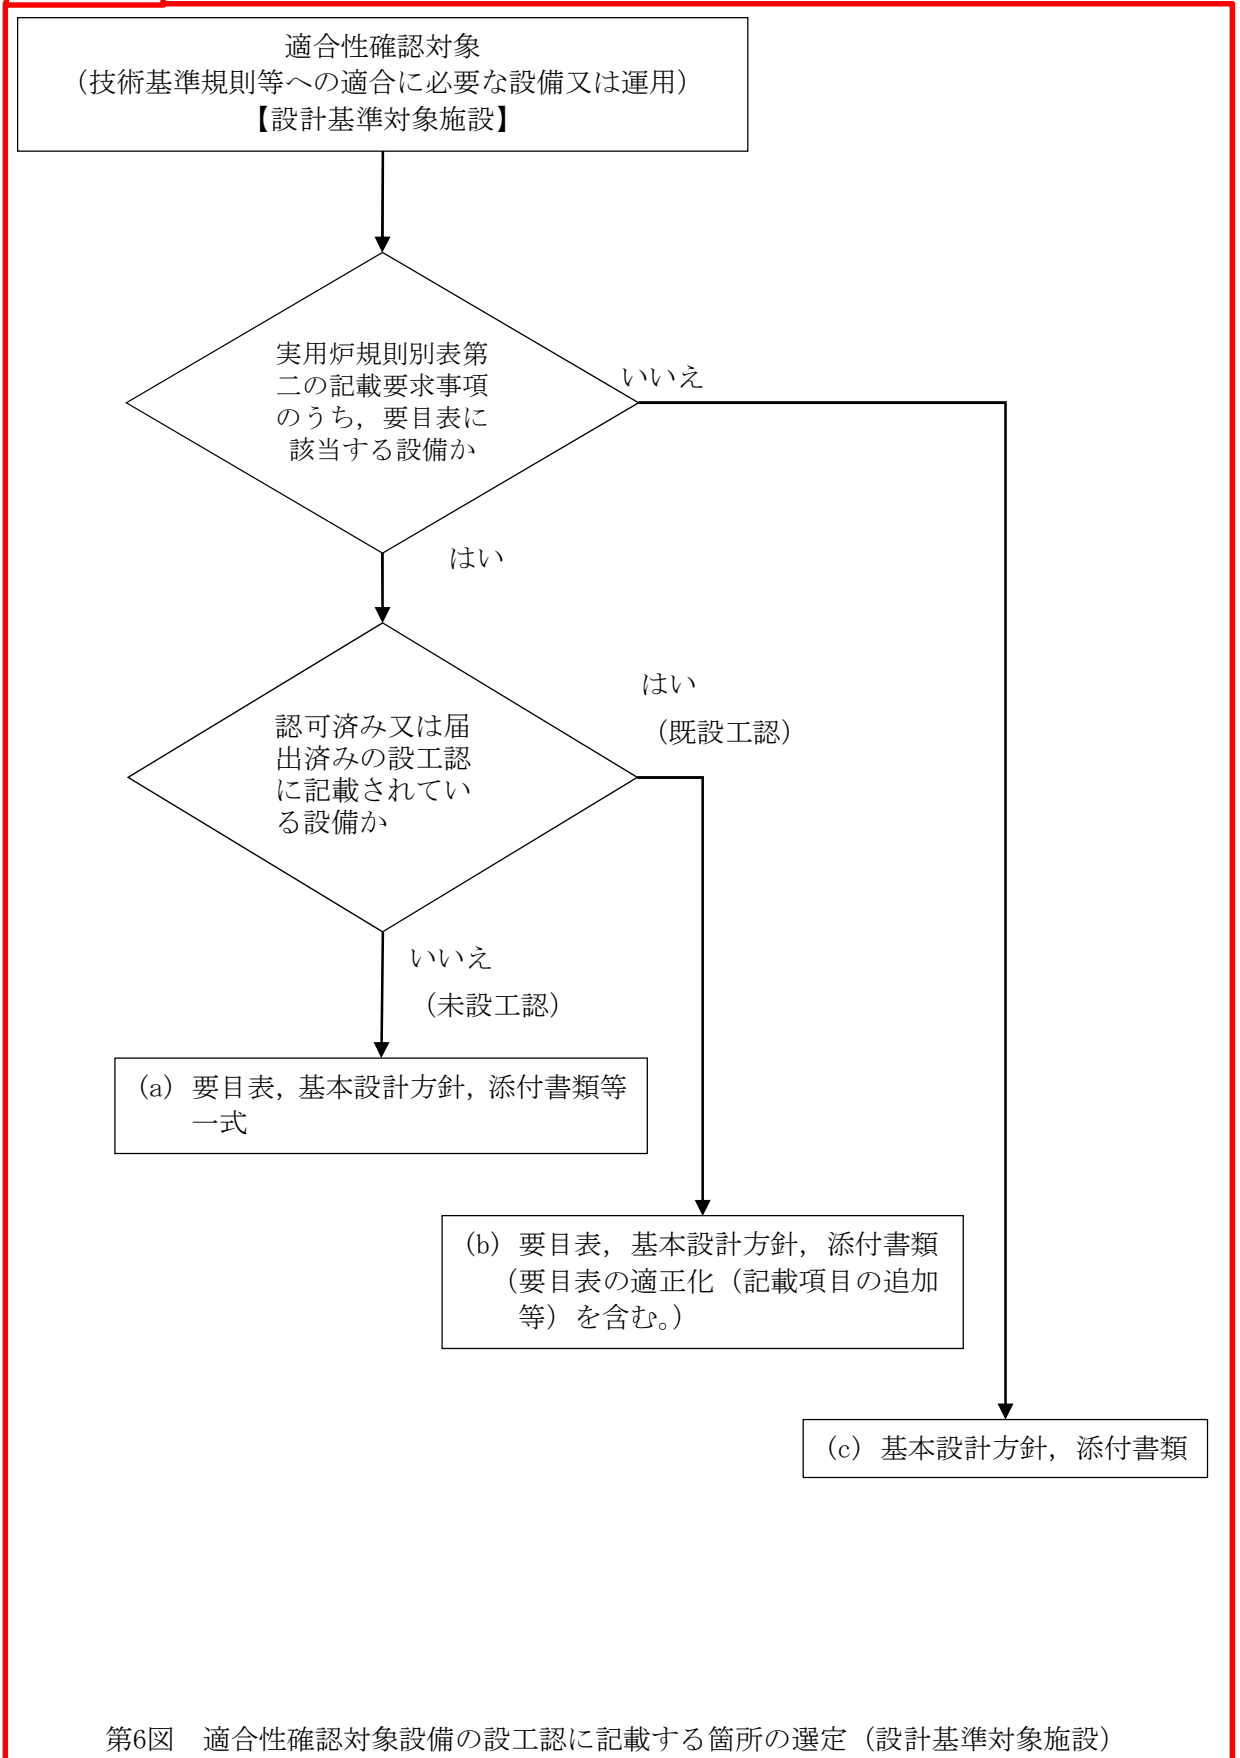 適合性確認対象
（技術基準規則等への適合に必要な設備又は運用）
【設計基準対象施設】
実用炉規則別表第
二の記載要求事項
のうち，要目表に
該当する設備か
いいえ
はい
認可済み又は届
出済みの設工認
に記載されてい
る設備か
はい
（既設工認）
いいえ
（未設工認）
(a) 要目表，基本設計方針，添付書類等
一式
(b) 要目表，基本設計方針，添付書類
（要目表の適正化（記載項目の追加
等）を含む。）
(c) 基本設計方針，添付書類
第6図　適合性確認対象設備の設工認に記載する箇所の選定（設計基準対象施設）